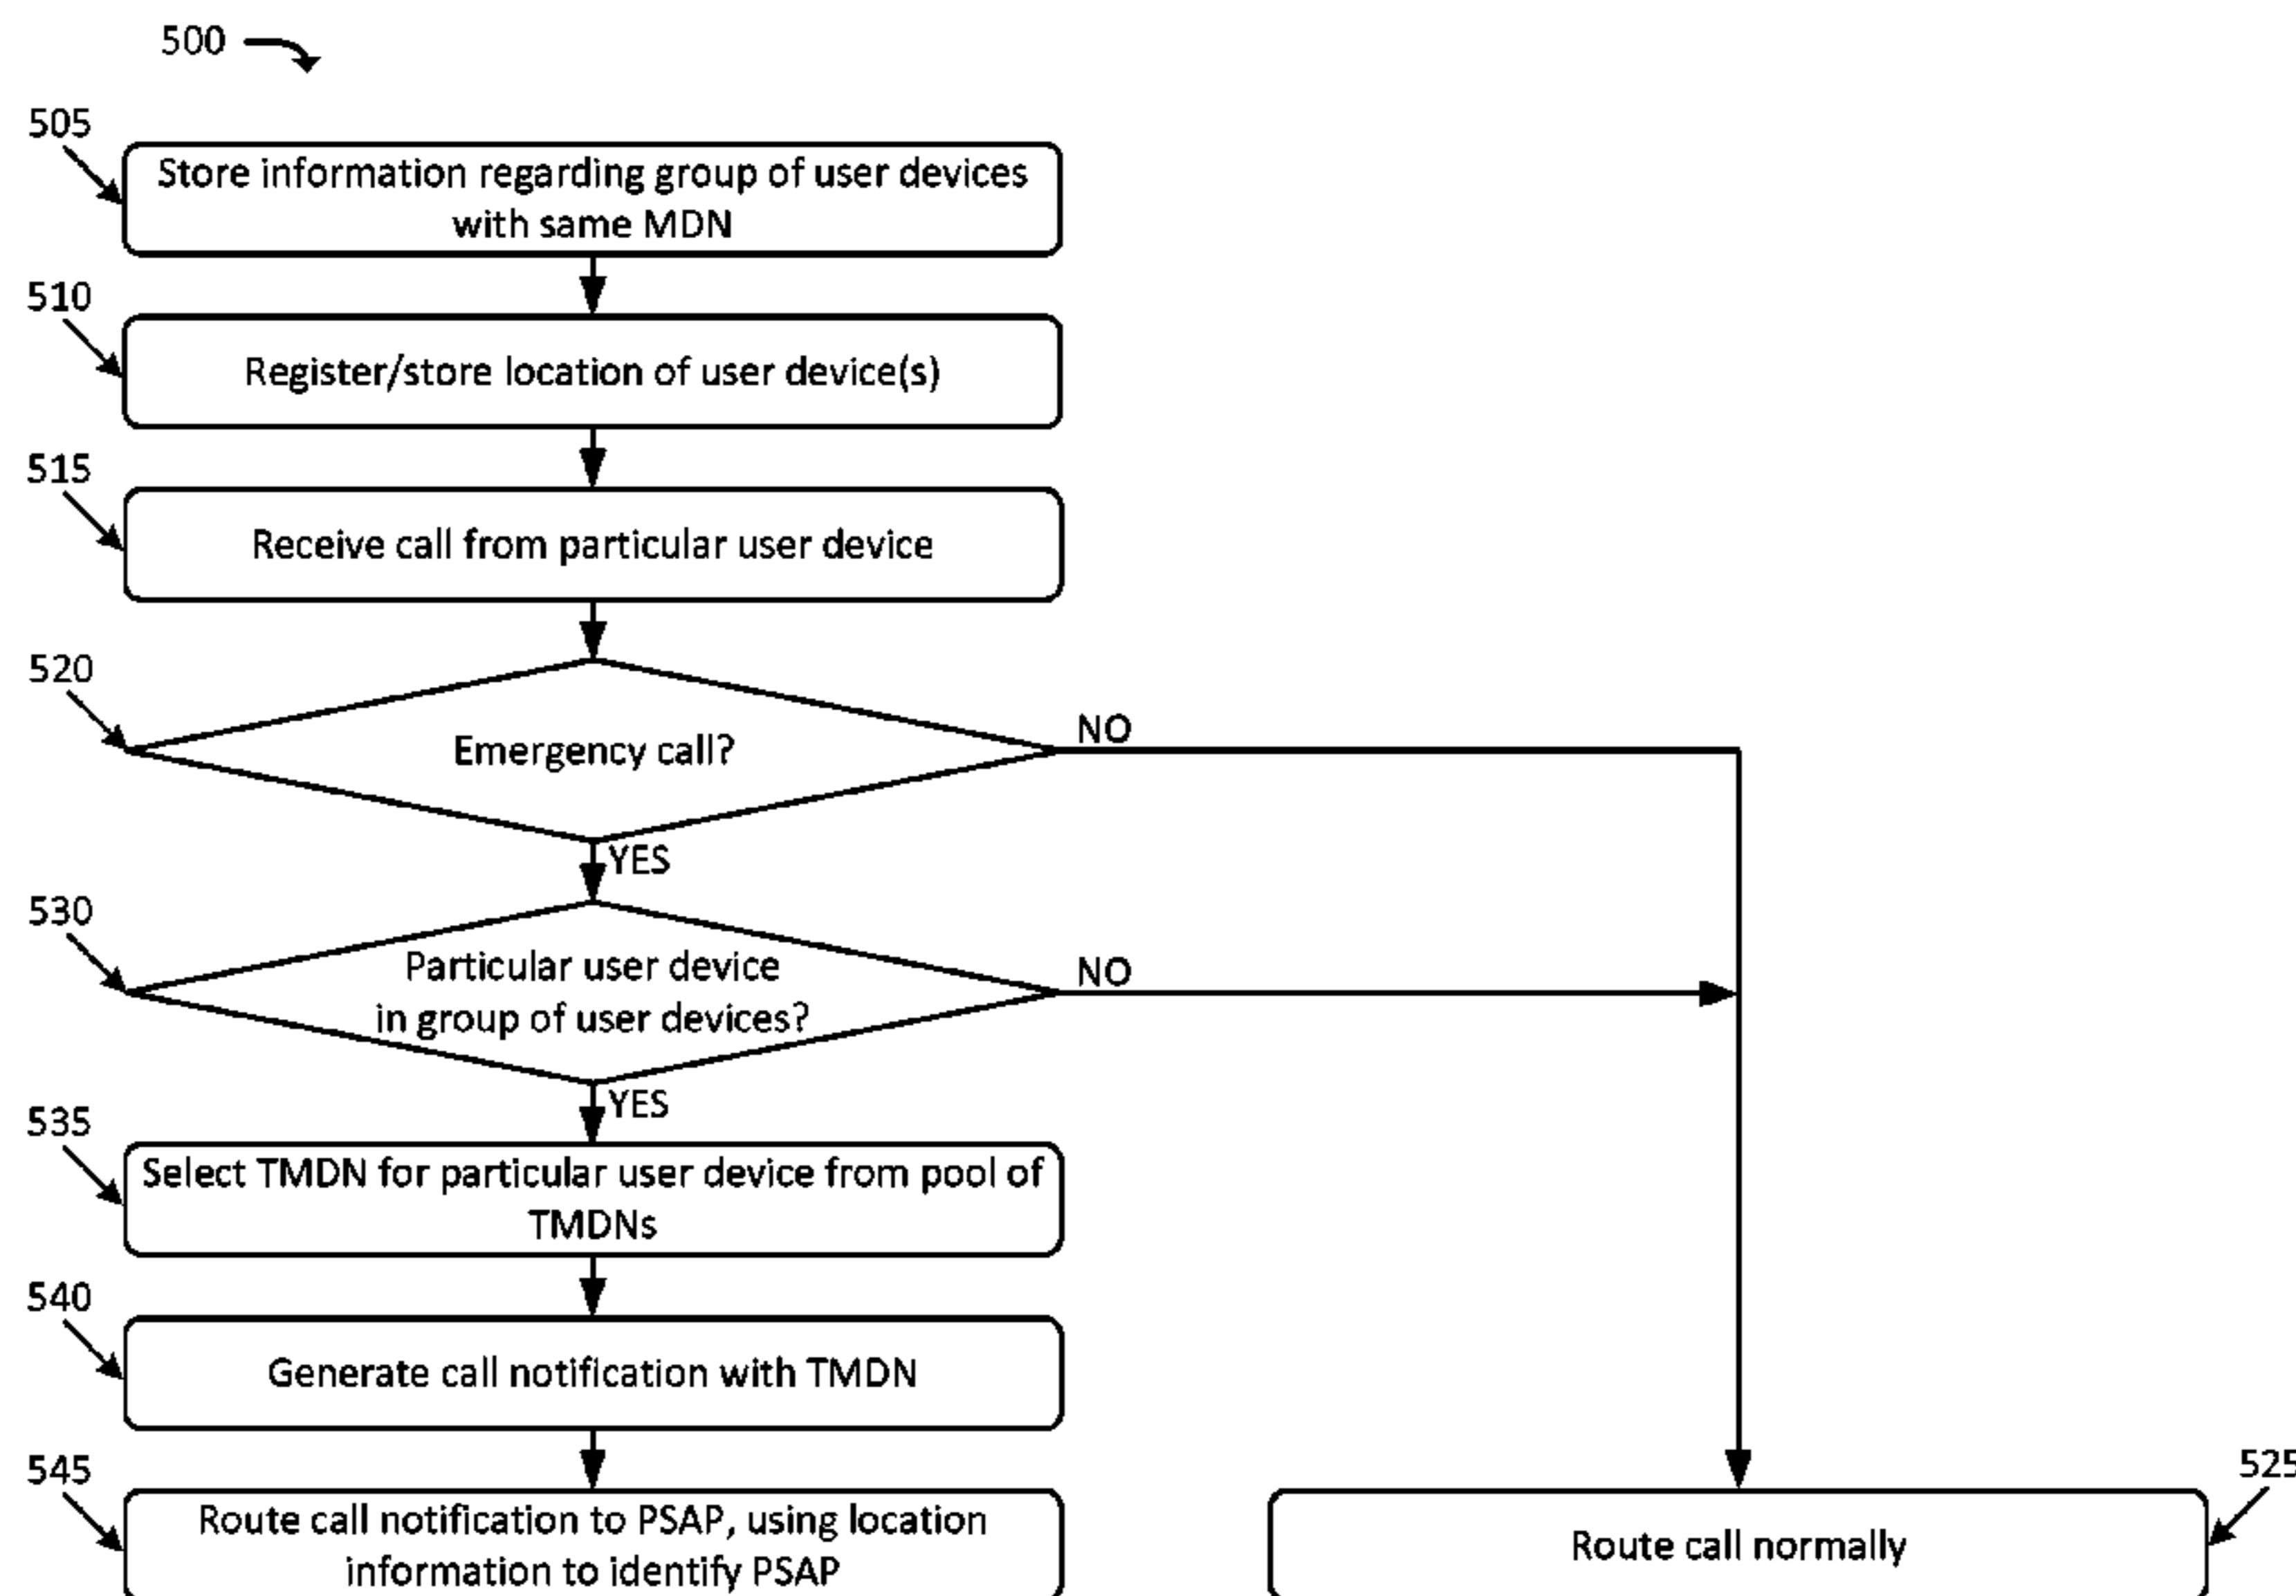 500
505
Store information regarding group of user devices
with same MDN
510
Register/store location of user device(s)
515
Receive call from particular user device
520
Emergency call?
NO
YES
530
Particular user device
in group of user devices?
NO
YES
535
Select TMDN for particular user device from pool of
TMDNs
540
Generate call notification with TMDN
545
Route call notification to PSAP, using location
information to identify PSAP
525
Route call normally